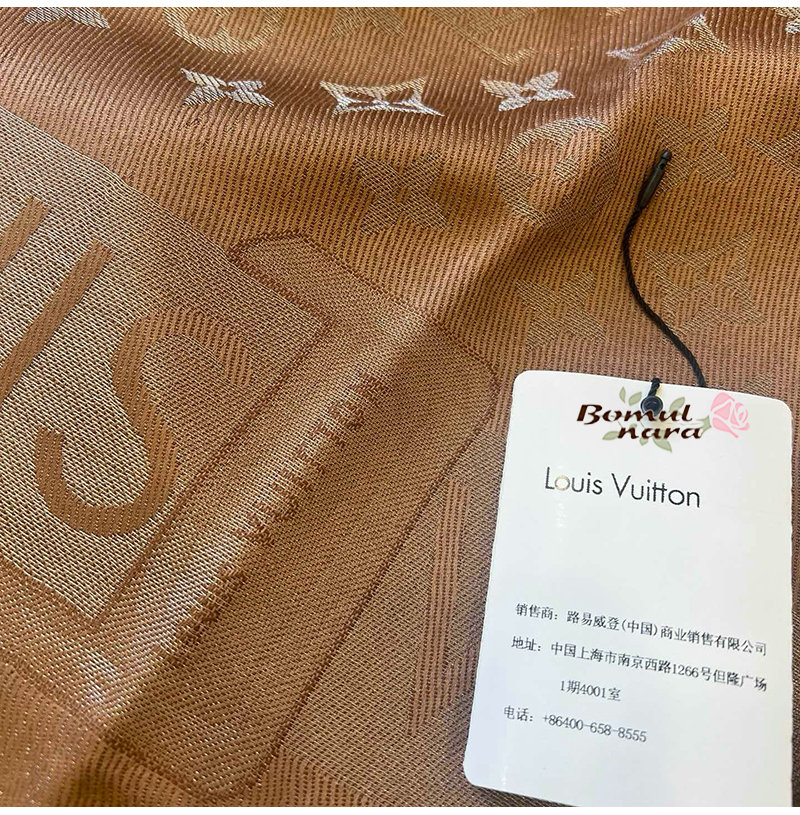 IS
Bomul
nara
Louis Vuitton
销售商：路易威登(中国)商业销售有限公司
地址：中国上海市南京西路1266号但隆广场
1期4001室
电话：+86400-658-8555